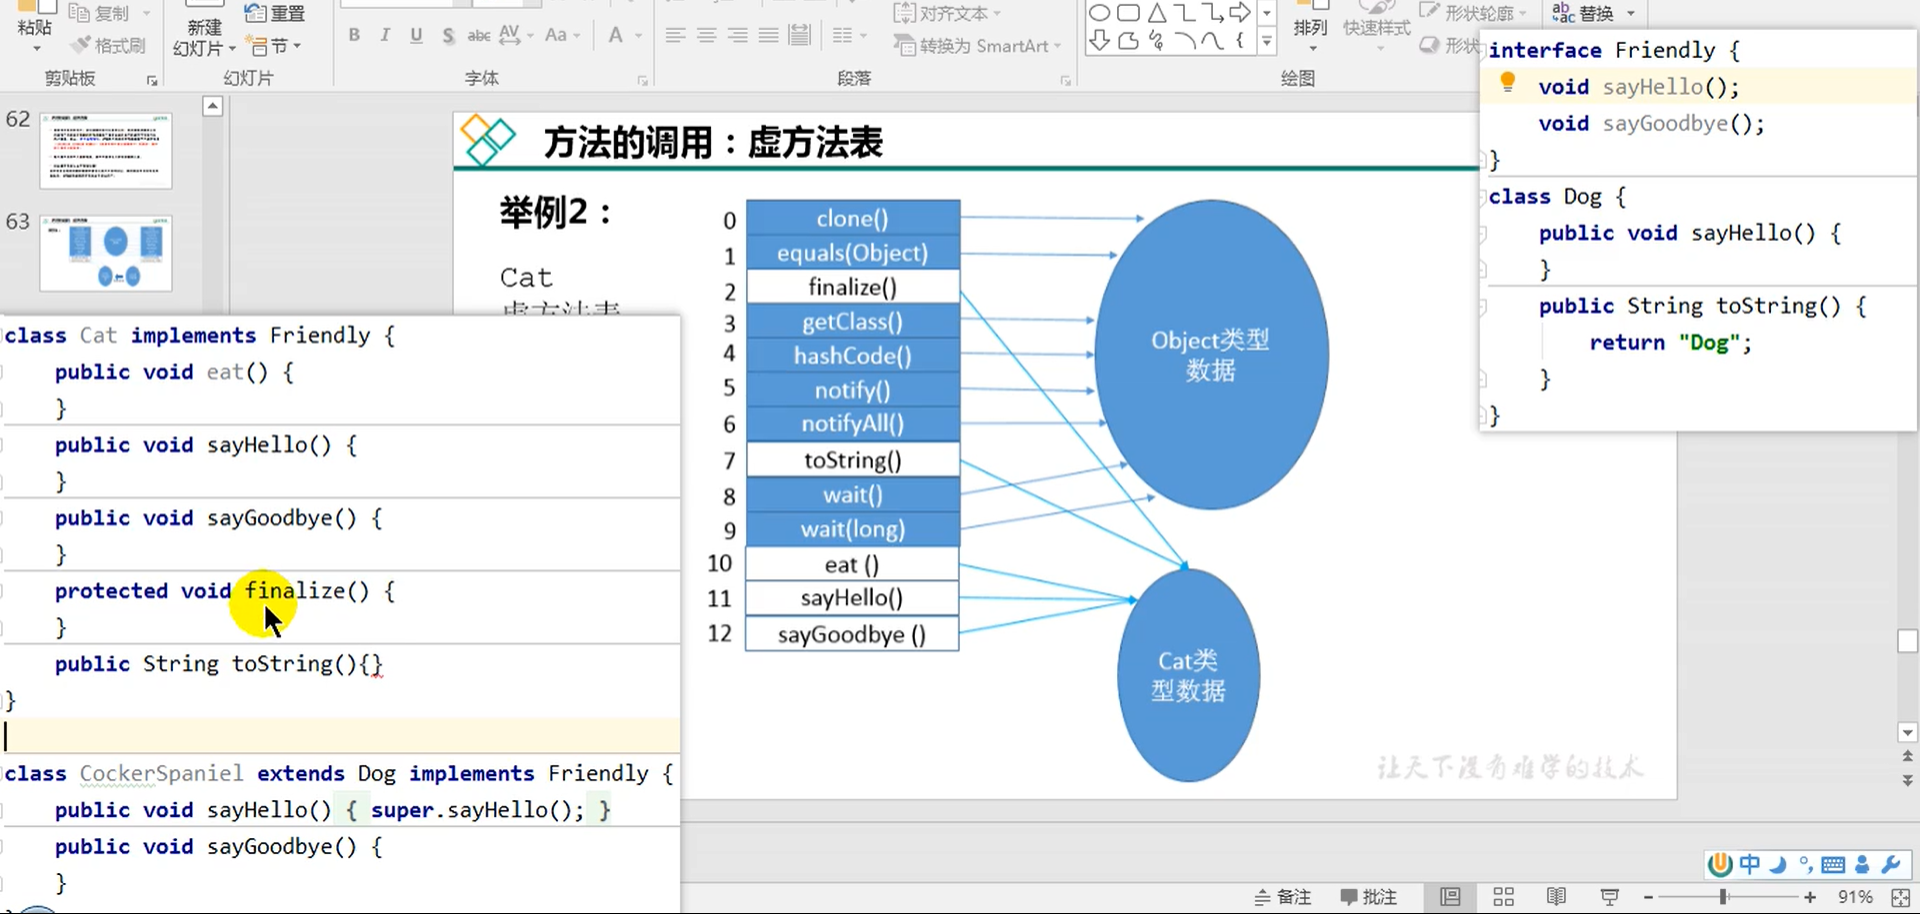 粘贴
复制
格式刷
剪贴板
新建
幻灯片
重置
节
幻灯片
B I U S abc AV Aa A
字体
对齐文本
转换为 SmartArt
段落
排列
快速样式
形状轮廓
形状
绘图
ab
ac 替换
62
63
方法的调用：虚方法表
举例2：
Cat
虚方法表
0 clone()
1 equals(Object)
2 finalize()
3 getClass()
4 hashCode()
5 notify()
6 notifyAll()
7 toString()
8 wait()
9 wait(long)
10 eat ()
11 sayHello()
12 sayGoodbye ()
Object类型
数据
Cat类
型数据
让天下没有难学的技术
interface Friendly {
void sayHello();
void sayGoodbye();
}
class Dog {
public void sayHello() {
}
public String toString() {
return "Dog";
}
}
class Cat implements Friendly {
public void eat() {
}
public void sayHello() {
}
public void sayGoodbye() {
}
protected void finalize() {
}
public String toString(){}
}
class CockerSpaniel extends Dog implements Friendly {
public void sayHello() { super.sayHello(); }
public void sayGoodbye() {
}
中
备注
批注
91%